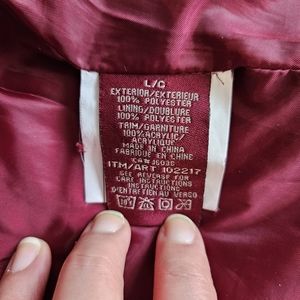 L/G
EXTERIOR/EXTERIEUR
100% POLYESTER
LINING/DOUBLURE
100% POLYESTER
TRIM/GARNITURE
100% ACRYLIC/
ACRYLIQUE
MADE IN CHINA
FABRIQUE EN CHINE
ITM/ART 102217
SEE REVERSE FOR
CARE INSTRUCTIONS
INSTRUCTIONS
D'ENTRETIEN AU VERSO